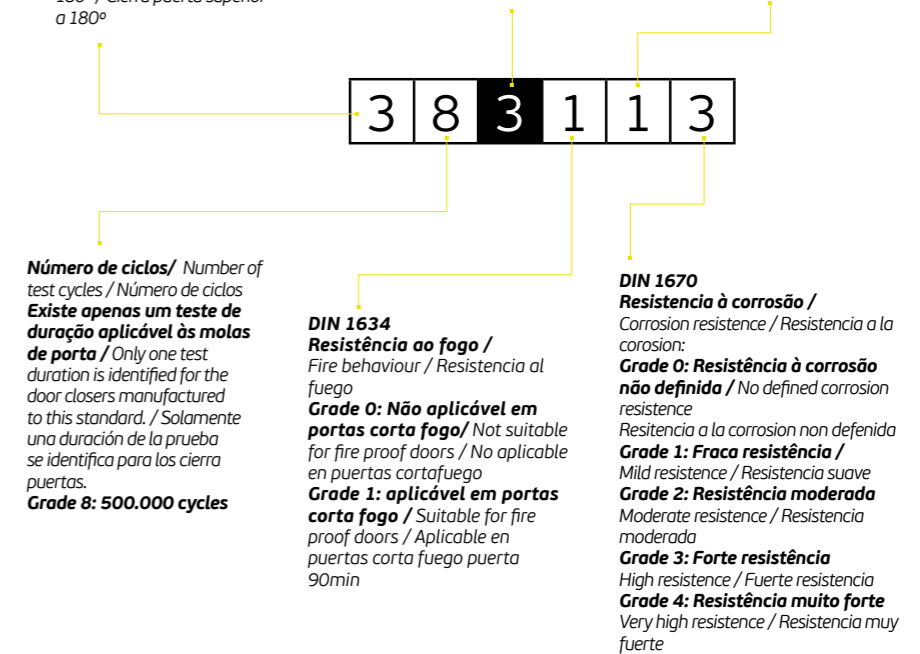 a 180º
3 8 3 1 1 3
Número de ciclos/ Number of
test cycles / Número de ciclos
Existe apenas um teste de
duração aplicável às molas
de porta / Only one test
duration is identified for the
door closers manufactured
to this standard. / Solamente
una duración de la prueba
se identifica para los cierra
puertas.
Grade 8: 500.000 cycles
DIN 1634
Resistência ao fogo /
Fire behaviour / Resistencia al
fuego
Grade 0: Não aplicável em
portas corta fogo/ Not suitable
for fire proof doors / No aplicable
en puertas cortafuego
Grade 1: aplicável em portas
corta fogo / Suitable for fire
proof doors / Aplicable en
puertas corta fuego puerta
90min
DIN 1670
Resistencia à corrosão /
Corrosion resistence / Resistencia a la
corosion:
Grade 0: Resistência à corrosão
não definida / No defined corrosion
resistence
Resitencia a la corrosion non defenida
Grade 1: Fraca resistência /
Mild resistence / Resistencia suave
Grade 2: Resistência moderada
Moderate resistence / Resistencia
moderada
Grade 3: Forte resistência
High resistence / Fuerte resistencia
Grade 4: Resistência muito forte
Very high resistence / Resistencia muy
fuerte